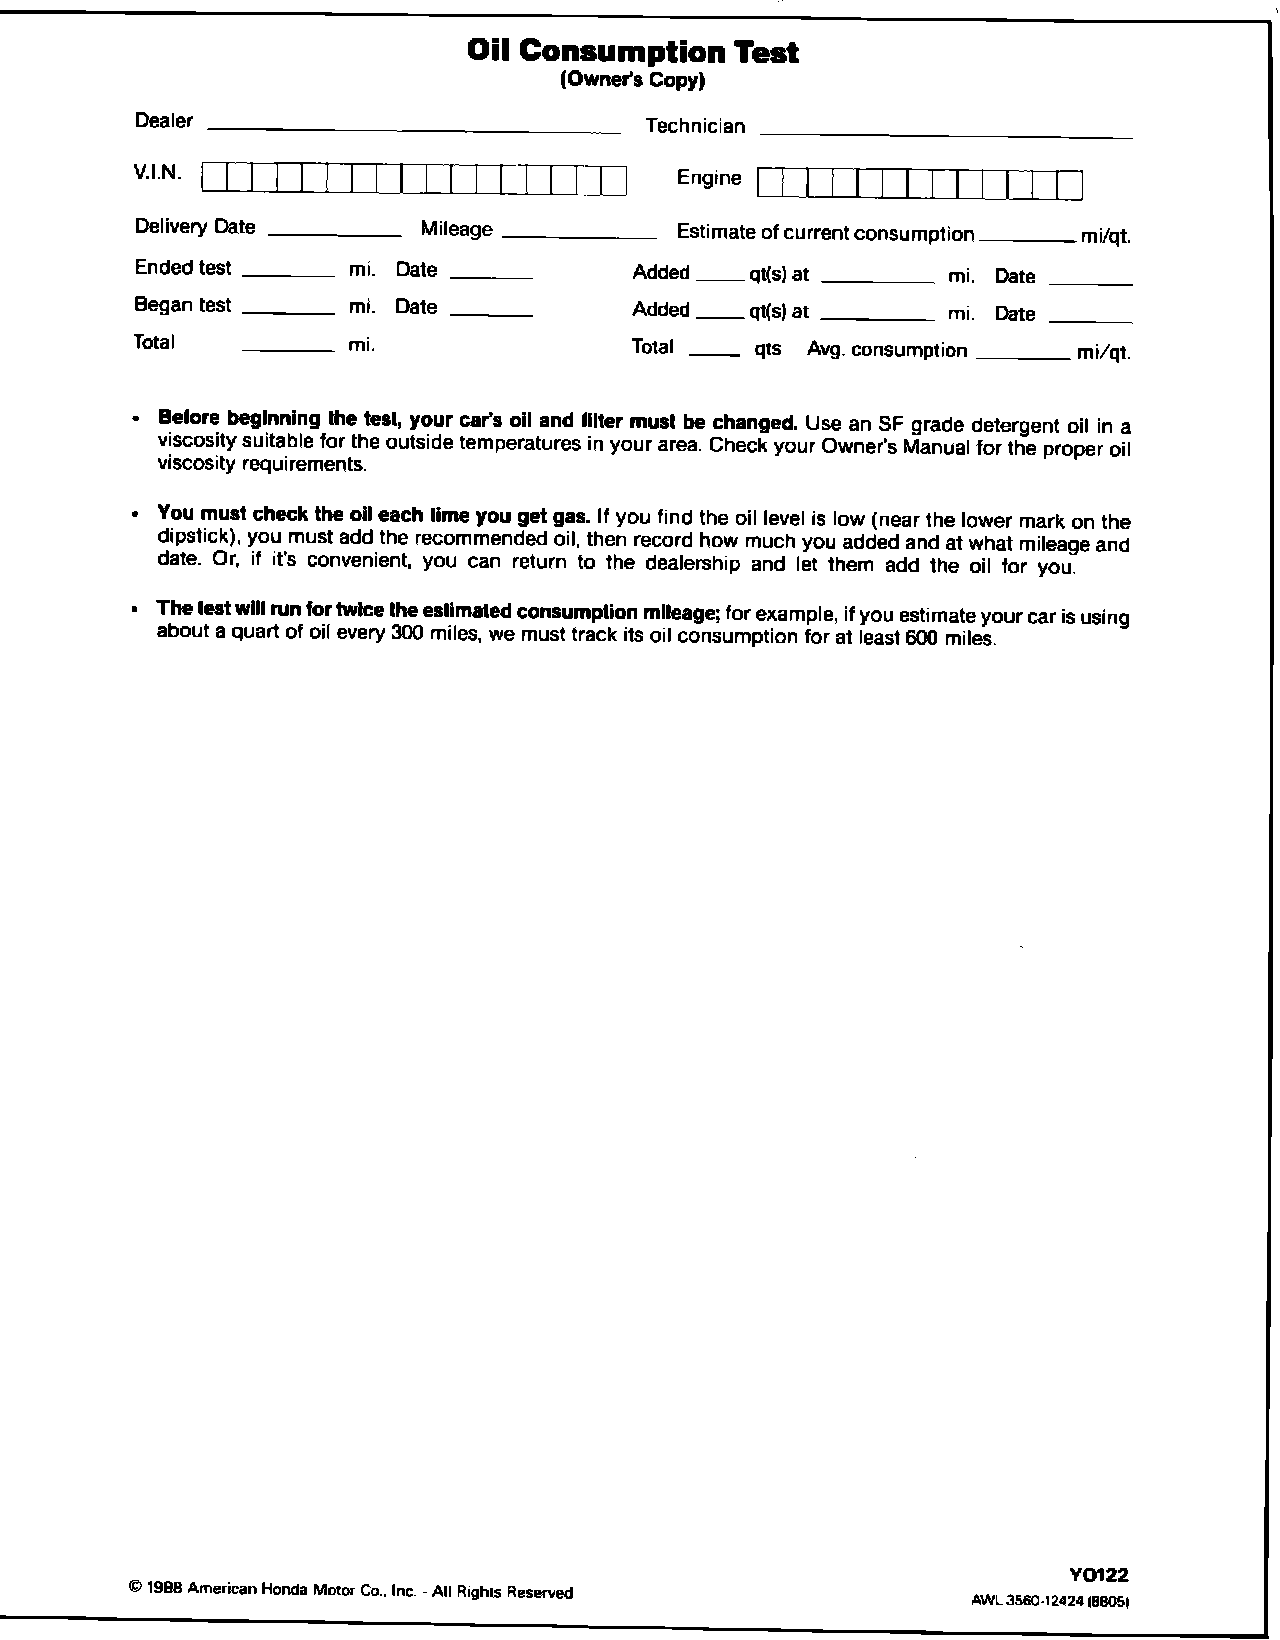 Oil Consumption Test
(Owner's Copy)
Dealer Technician
V.I.N. Engine
Delivery Date Mileage Estimate of current consumption mi/qt.
Ended test mi. Date Added qt(s) at mi. Date
Began test mi. Date Added qt(s) at mi. Date
Total mi. Total qts Avg. consumption mi/qt.
• Before beginning the test, your car's oil and filter must be changed. Use an SF grade detergent oil in a
viscosity suitable for the outside temperatures in your area. Check your Owner's Manual for the proper oil
viscosity requirements.
• You must check the oil each time you get gas. If you find the oil level is low (near the lower mark on the
dipstick), you must add the recommended oil, then record how much you added and at what mileage and
date. Or, if it's convenient, you can return to the dealership and let them add the oil for you.
• The test will run for twice the estimated consumption mileage; for example, if you estimate your car is using
about a quart of oil every 300 miles, we must track its oil consumption for at least 600 miles.
YO122
© 1988 American Honda Motor Co., Inc. - All Rights Reserved
AWL 3560-12424 (8805)